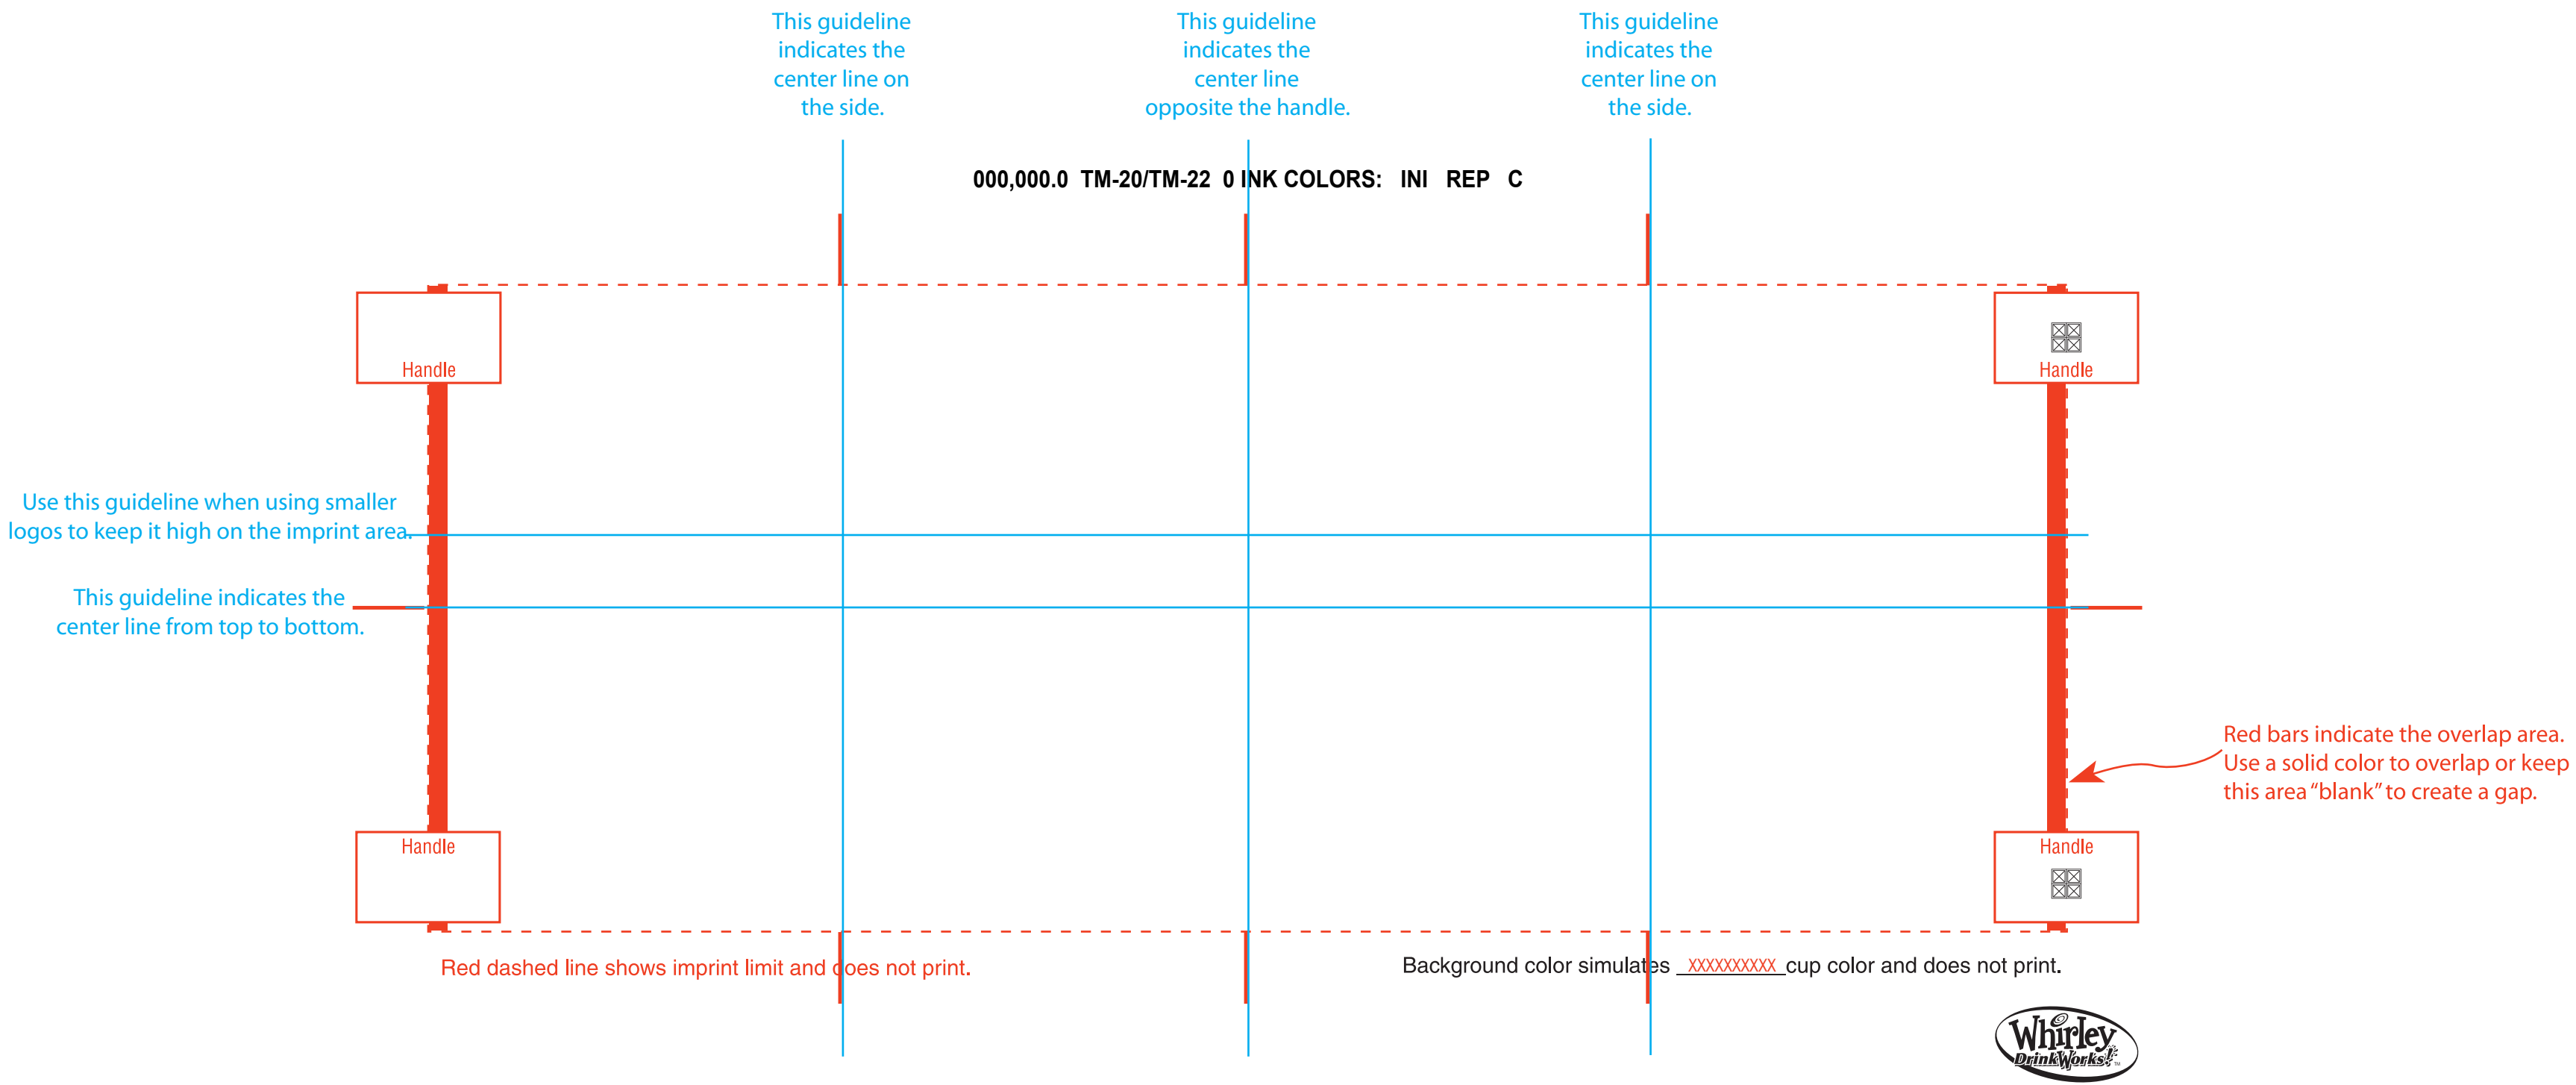 This guideline
indicates the
center line on
the side.
This guideline
indicates the
center line
opposite the handle.
This guideline
indicates the
center line on
the side.
000,000.0 TM-20/TM-22 0 INK COLORS: INI REP C
Handle
Handle
Use this guideline when using smaller
logos to keep it high on the imprint area.
This guideline indicates the
center line from top to bottom.
Red bars indicate the overlap area.
Use a solid color to overlap or keep
this area “blank” to create a gap.
Handle
Handle
Red dashed line shows imprint limit and does not print.
Background color simulates XXXXXXXXXX cup color and does not print.
Whirley
DrinkWorks!™